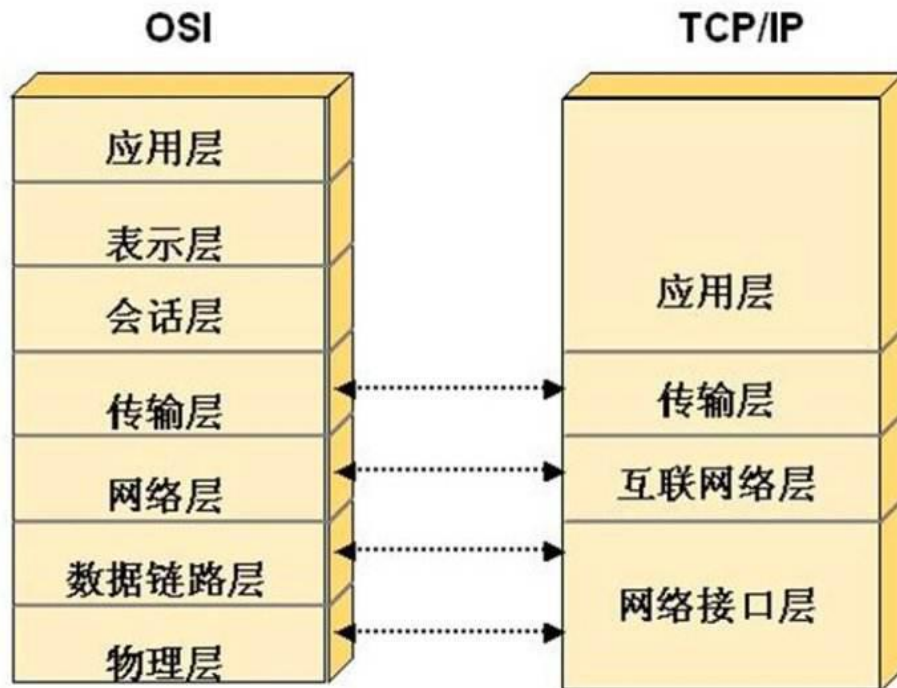 OSI
TCP/IP
应用层
表示层
会话层
传输层
网络层
数据链路层
物理层
应用层
传输层
互联网络层
网络接口层